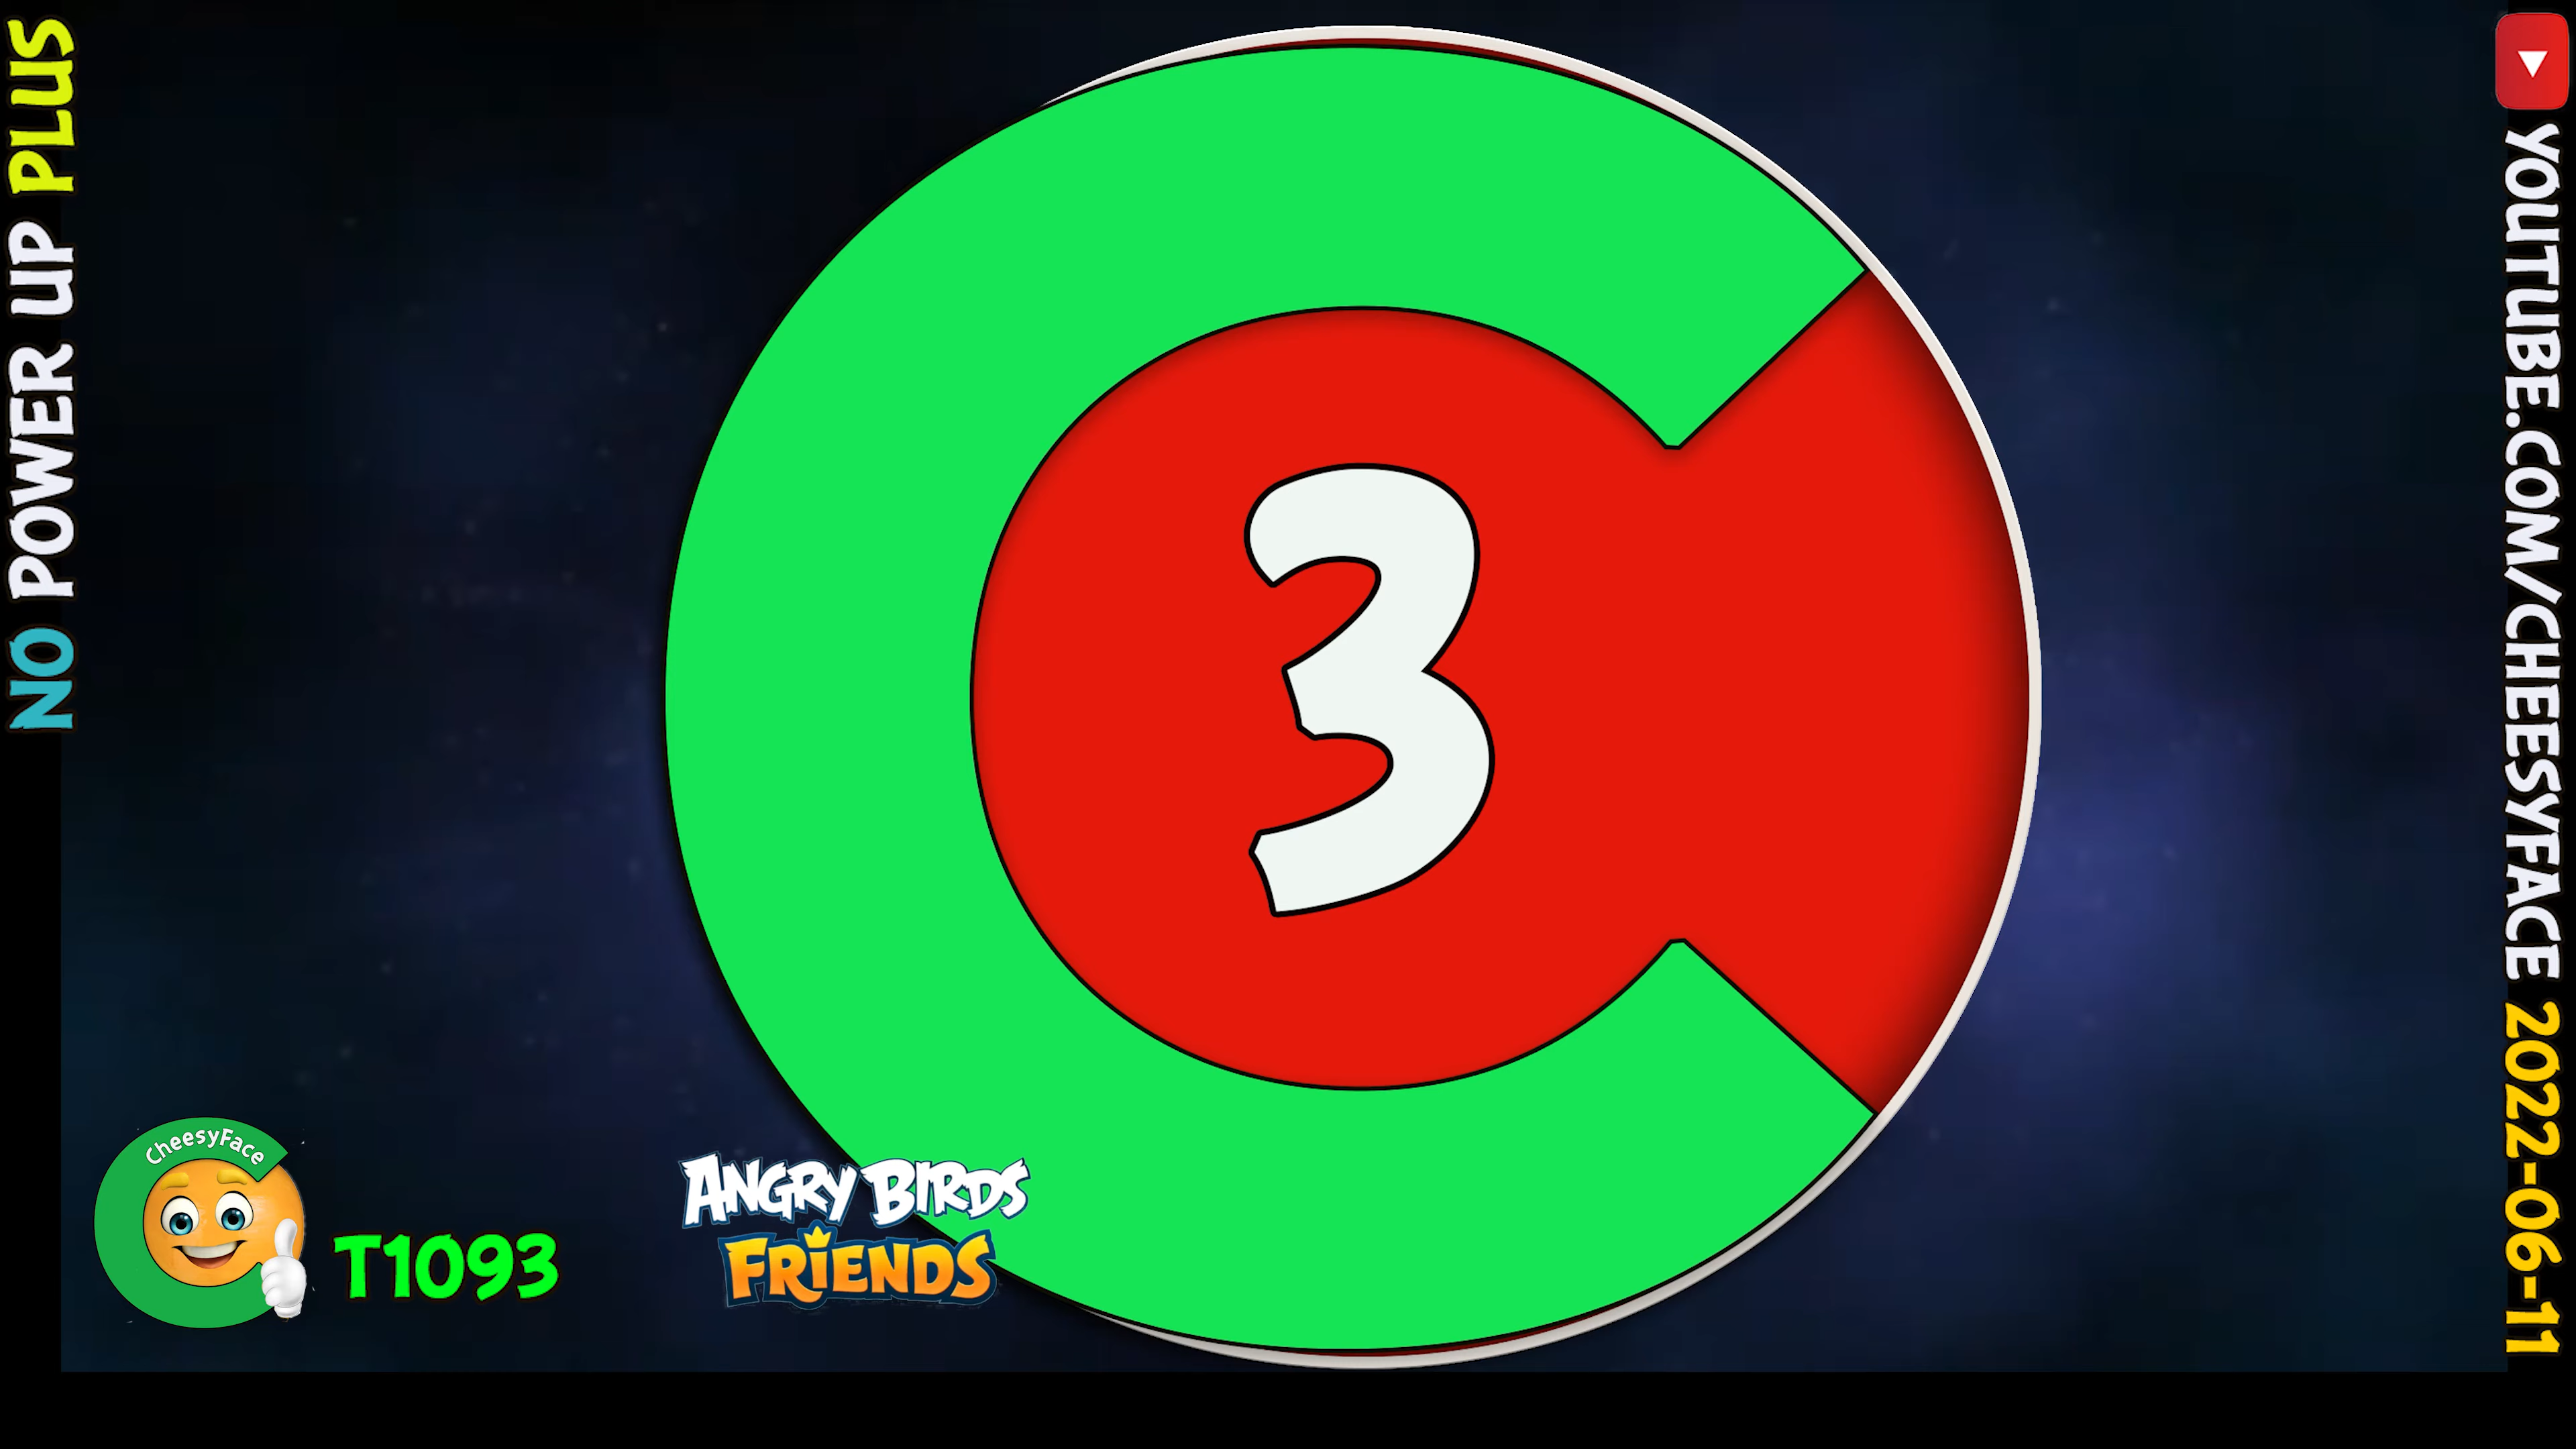 NO POWER UP PLUS
3
CheesyFace
T1093
ANGRY BIRDS
FRIENDS
YOUTUBE.COM/CHEESYFACE 2022-06-11